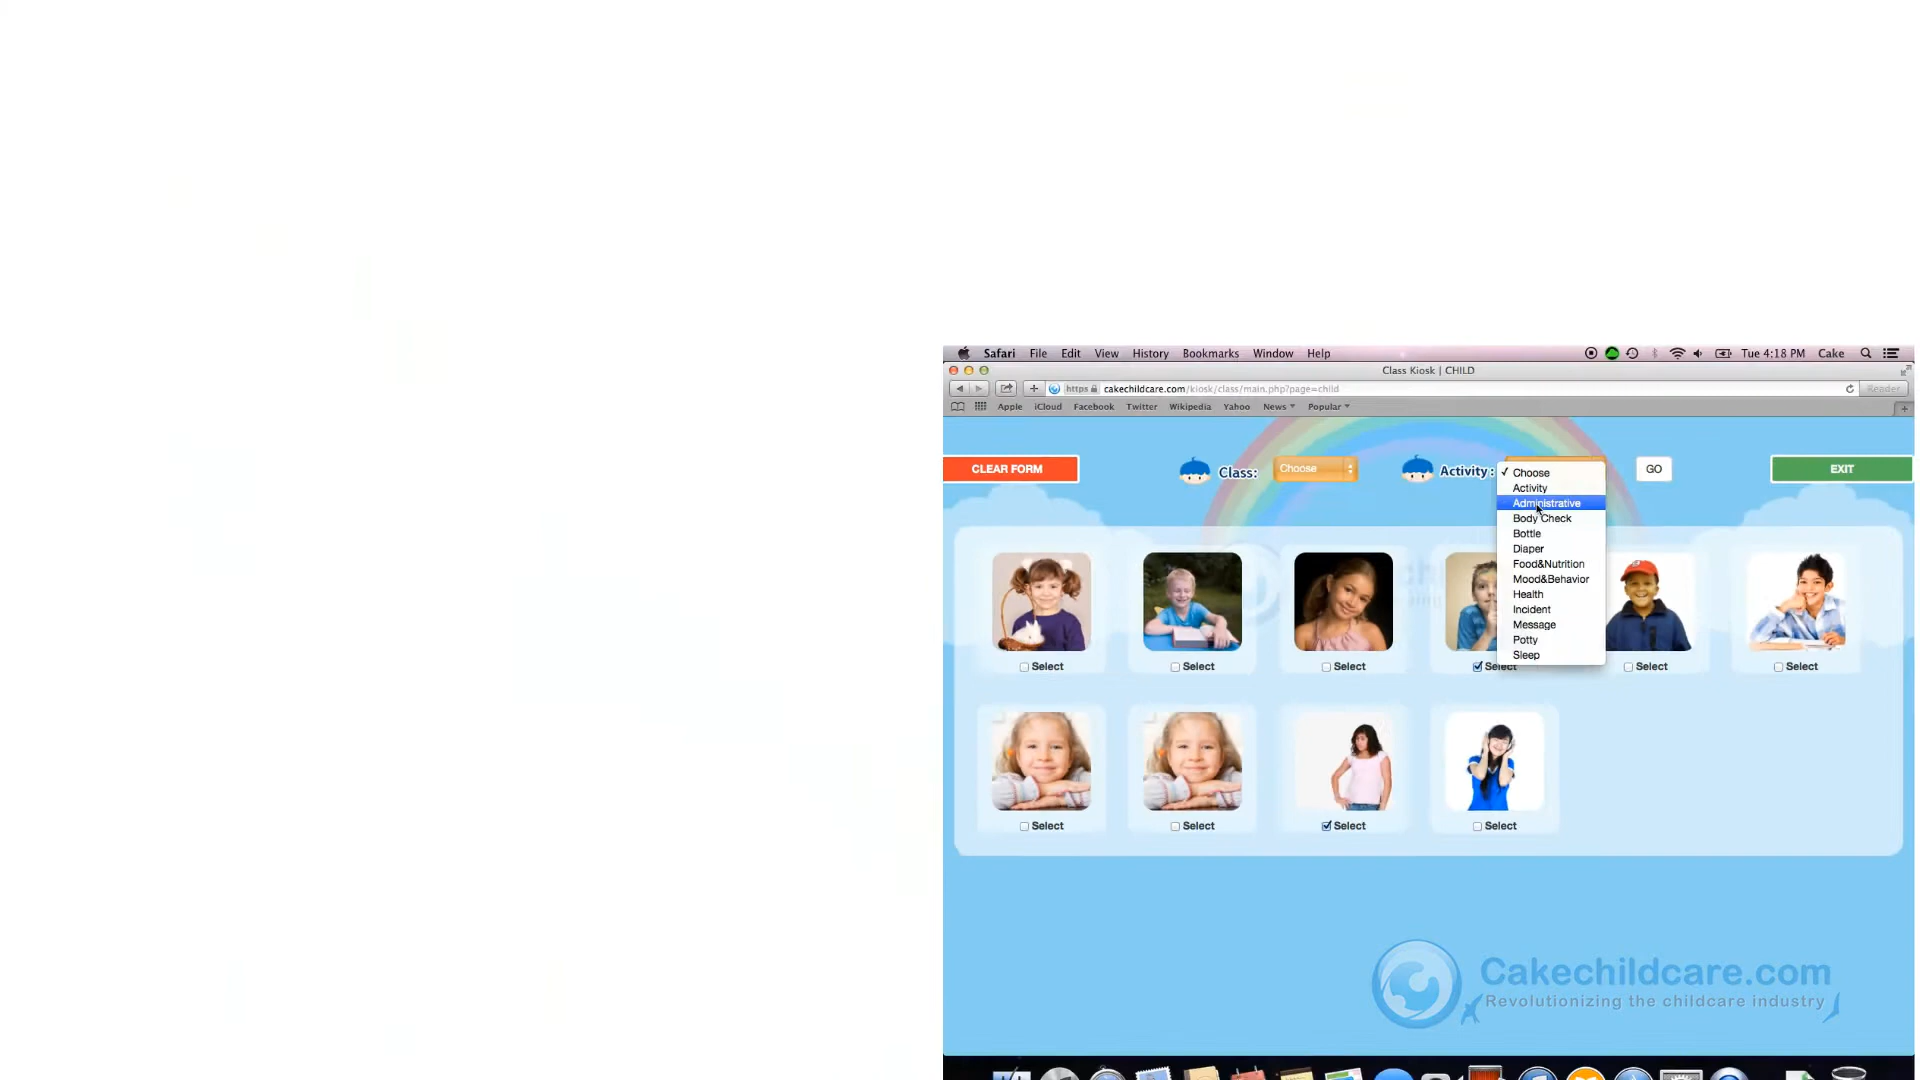 Safari File Edit View History Bookmarks Window Help Tue 4:18 PM Cake
Class Kiosk | CHILD
https cakechildcare.com/kiosk/class/main.php?page=child Reader
Apple iCloud Facebook Twitter Wikipedia Yahoo News Popular
CLEAR FORM Class: Choose Activity: GO EXIT
Choose
Activity
Administrative
Body Check
Bottle
Diaper
Food&Nutrition
Mood&Behavior
Health
Incident
Message
Potty
Sleep
Select Select Select Select Select Select
Select Select Select Select
Cakechildcare.com
Revolutionizing the childcare industry